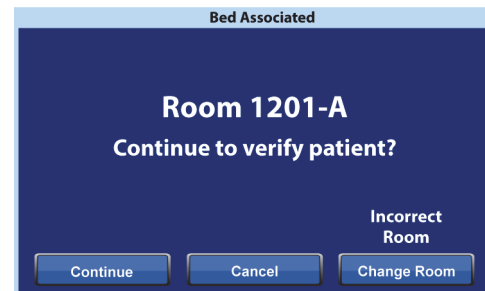 Bed Associated
Room 1201-A
Continue to verify patient?
Incorrect
Room
Continue
Cancel
Change Room